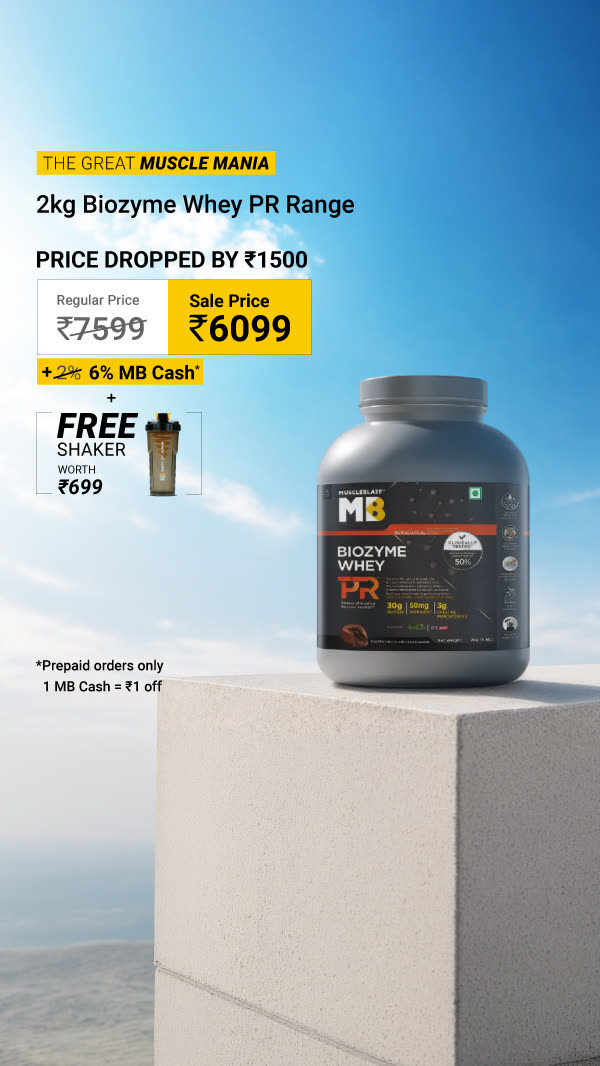 THE GREAT MUSCLE MANIA
2kg Biozyme Whey PR Range
PRICE DROPPED BY ₹1500
Regular Price
₹7599
Sale Price
₹6099
+ 2% 6% MB Cash*
+
FREE
SHAKER
WORTH
₹699
MUSCLEBLAZE
MB
CLINICALLY
TESTED
50%
BIOZYME
WHEY
PR
30g 50mg 3g
PROTEIN
MONOHYDRATE
*Prepaid orders only
1 MB Cash = ₹1 off